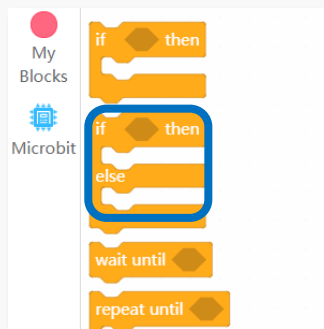 My
Blocks
Microbit
if then
if then
else
wait until
repeat until